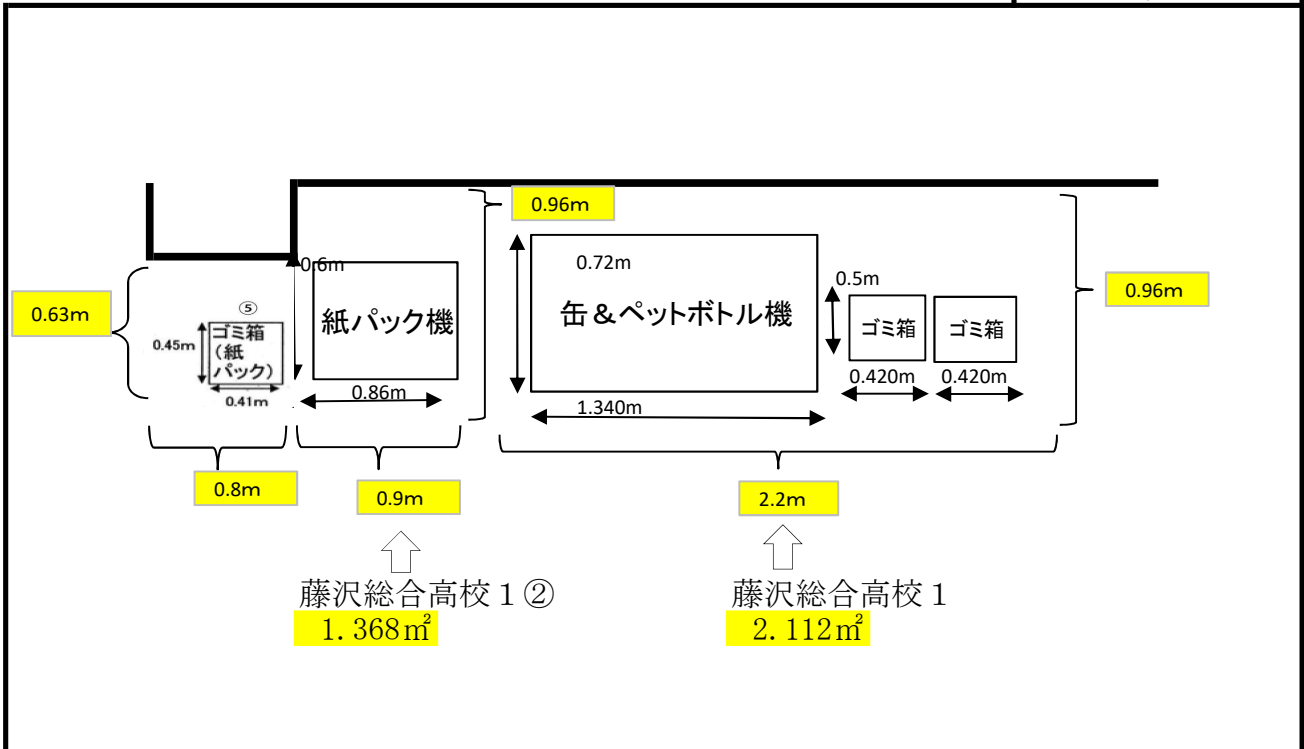 0.96m
0.6m
0.72m
0.5m
0.96m
0.63m
⑤
ゴミ箱
(紙
パック)
0.45m
0.41m
紙パック機
0.86m
缶&ペットボトル機
1.340m
ゴミ箱
ゴミ箱
0.420m
0.420m
0.8m
0.9m
2.2m
藤沢総合高校1②
1.368㎡
藤沢総合高校1
2.112㎡